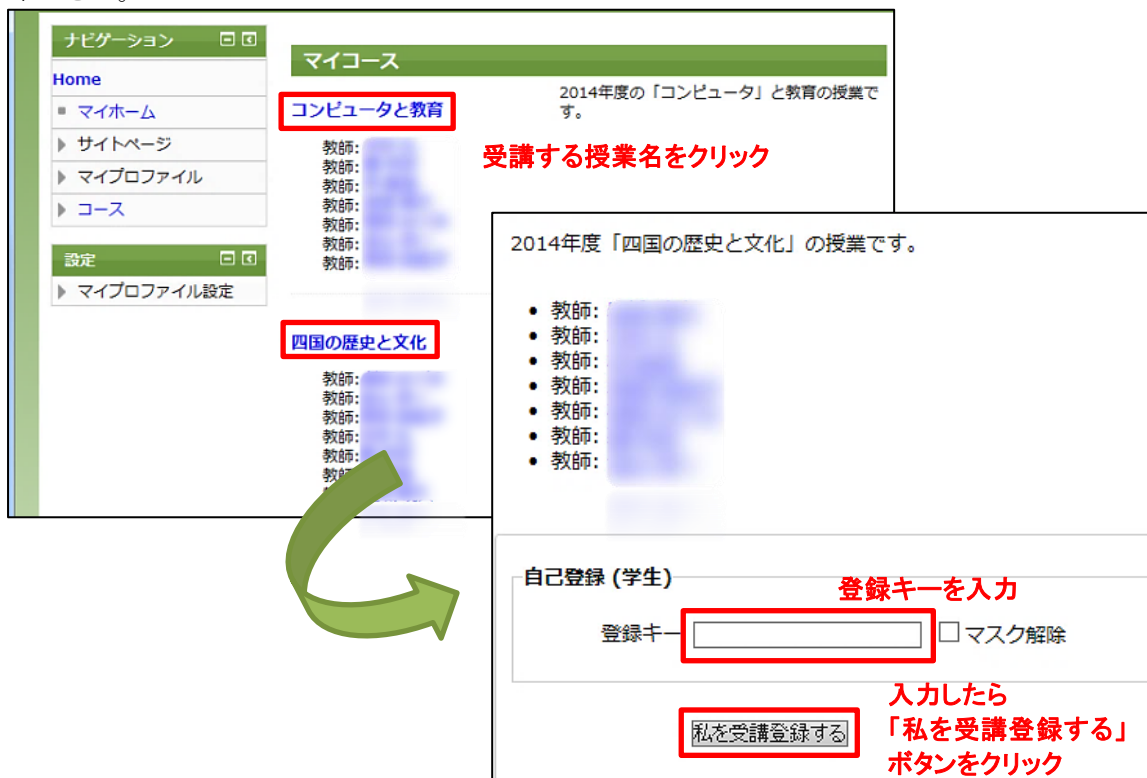 ナビゲーション
Home
マイホーム
サイトページ
マイプロファイル
コース
設定
マイプロファイル設定
マイコース
コンピュータと教育
2014年度の「コンピュータ」と教育の授業で
す。
教師:
教師:
教師:
教師:
教師:
教師:
教師:
受講する授業名をクリック
四国の歴史と文化
教師:
教師:
教師:
教師:
教師:
教師
2014年度「四国の歴史と文化」の授業です。
• 教師:
• 教師:
• 教師:
• 教師:
• 教師:
• 教師:
• 教師:
自己登録 (学生)
登録キーを入力
登録キー
マスク解除
入力したら
私を受講登録する
「私を受講登録する」
ボタンをクリック